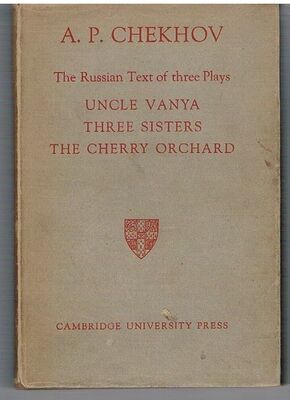 A. P. CHEKHOV
The Russian Text of three Plays
UNCLE VANYA
THREE SISTERS
THE CHERRY ORCHARD
CAMBRIDGE UNIVERSITY PRESS